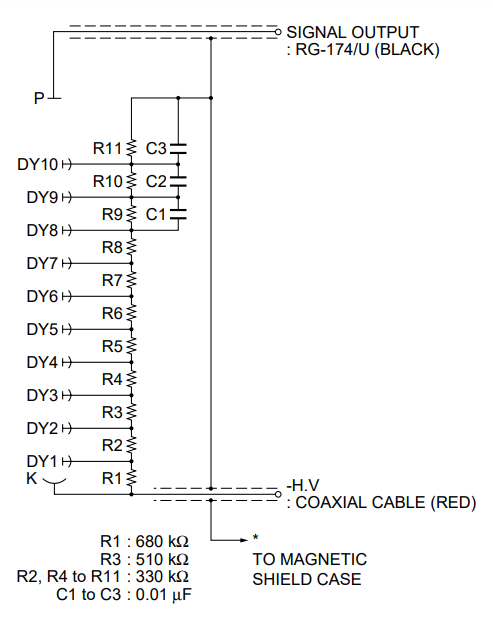 SIGNAL OUTPUT
: RG-174/U (BLACK)
P
R11 C3
DY10
R10 C2
DY9
R9 C1
DY8
R8
DY7
R7
DY6
R6
DY5
R5
DY4
R4
DY3
R3
DY2
R2
DY1
K R1
-H.V
: COAXIAL CABLE (RED)
*
TO MAGNETIC
SHIELD CASE
R1 : 680 kΩ
R3 : 510 kΩ
R2, R4 to R11 : 330 kΩ
C1 to C3 : 0.01 µF